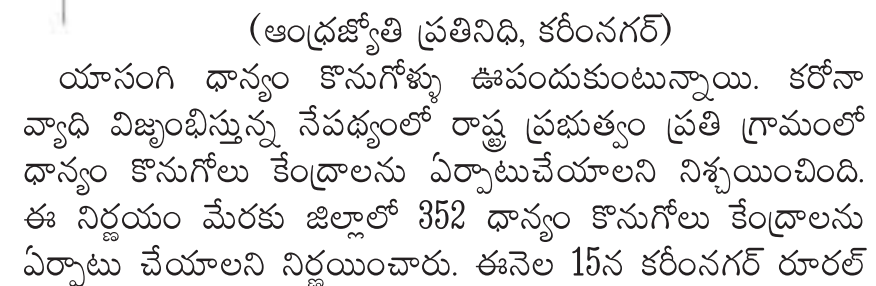 (ఆంధ్రజ్యోతి ప్రతినిధి, కరీంనగర్)
యాసంగి ధాన్యం కొనుగోళ్ళు ఊపందుకుంటున్నాయి. కరోనా
వ్యాధి విజృంభిస్తున్న నేపథ్యంలో రాష్ట్ర ప్రభుత్వం ప్రతి గ్రామంలో
ధాన్యం కొనుగోలు కేంద్రాలను ఏర్పాటుచేయాలని నిశ్చయించింది.
ఈ నిర్ణయం మేరకు జిల్లాలో 352 ధాన్యం కొనుగోలు కేంద్రాలను
ఏర్పాటు చేయాలని నిర్ణయించారు. ఈనెల 15న కరీంనగర్ రూరల్